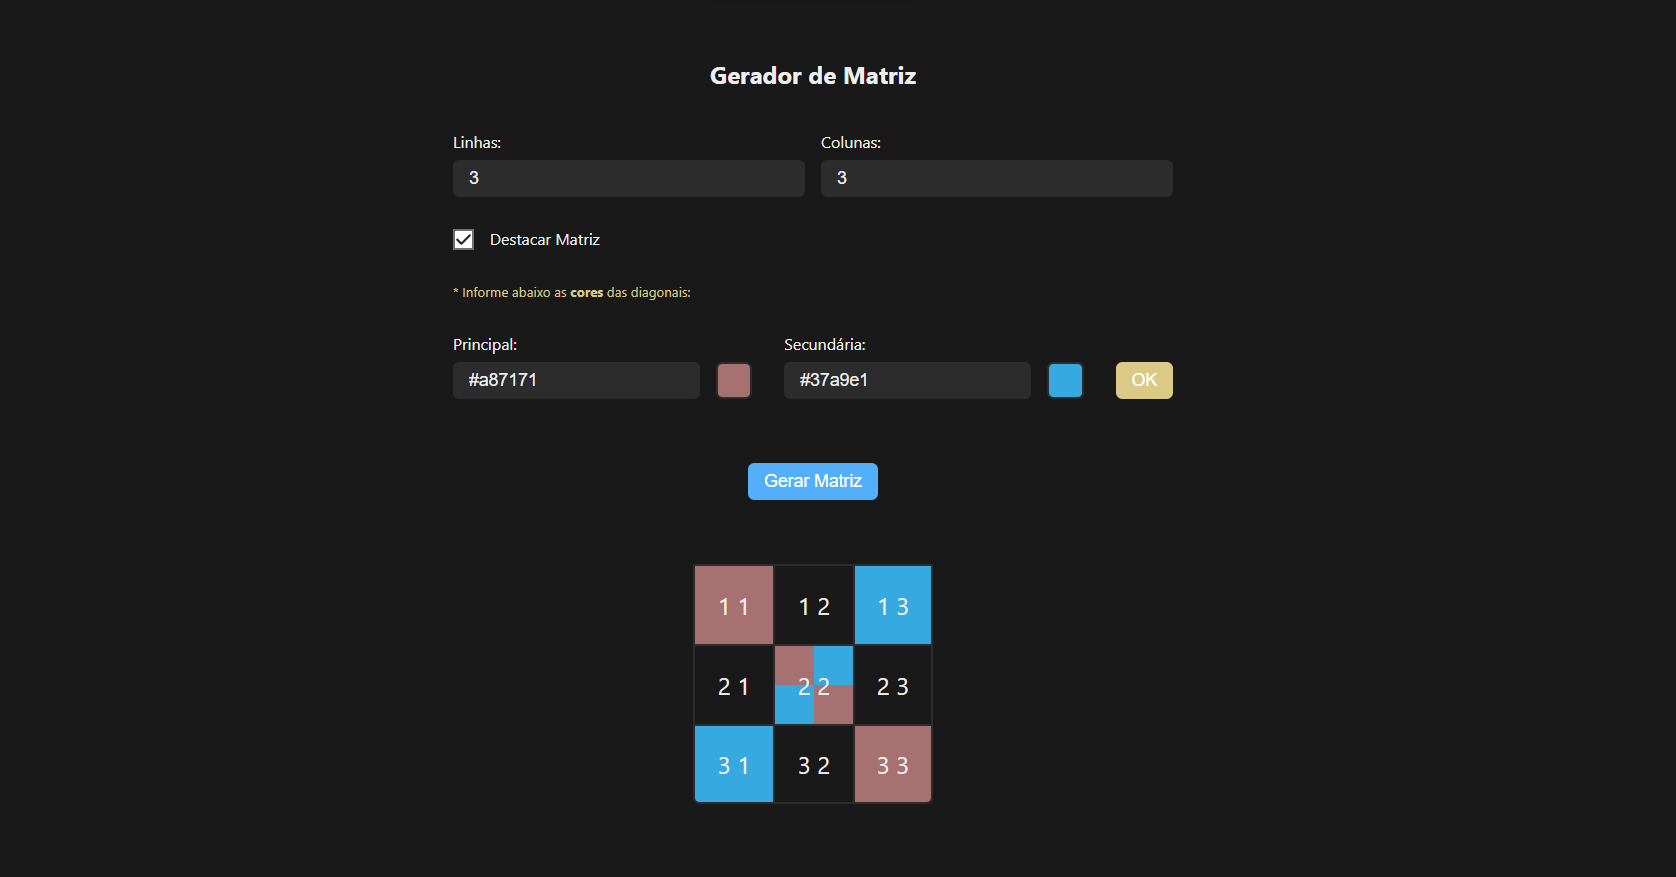 Gerador de Matriz
Linhas: Colunas:
3 3
Destacar Matriz
* Informe abaixo as cores das diagonais:
Principal: Secundária:
#a87171 #37a9e1 OK
Gerar Matriz
1 1 1 2 1 3
2 1 2 2 2 3
3 1 3 2 3 3